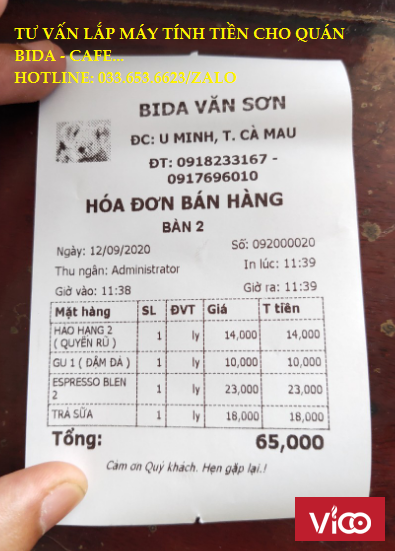 TƯ VẤN LẮP MÁY TÍNH TIỀN CHO QUÁN
BIDA - CAFE...
HOTLINE: 033.653.6623/ZALO
BIDA VĂN SƠN
ĐC: U MINH, T. CÀ MAU
ĐT: 0918233167 -
0917696010
HÓA ĐƠN BÁN HÀNG
BÀN 2
Ngày: 12/09/2020 Số: 092000020
Thu ngân: Administrator In lúc: 11:39
Giờ vào: 11:38 Giờ ra: 11:39
Mặt hàng SL ĐVT Giá T tiền
HẢO HẠNG 2
( QUYẾN RŨ ) 1 ly 14,000 14,000
GU 1 ( ĐẬM ĐÀ ) 1 ly 10,000 10,000
ESPRESSO BLEN
2 1 ly 23,000 23,000
TRÀ SỮA 1 ly 18,000 18,000
Tổng: 65,000
Cảm ơn Quý khách. Hẹn gặp lại.!
VICO